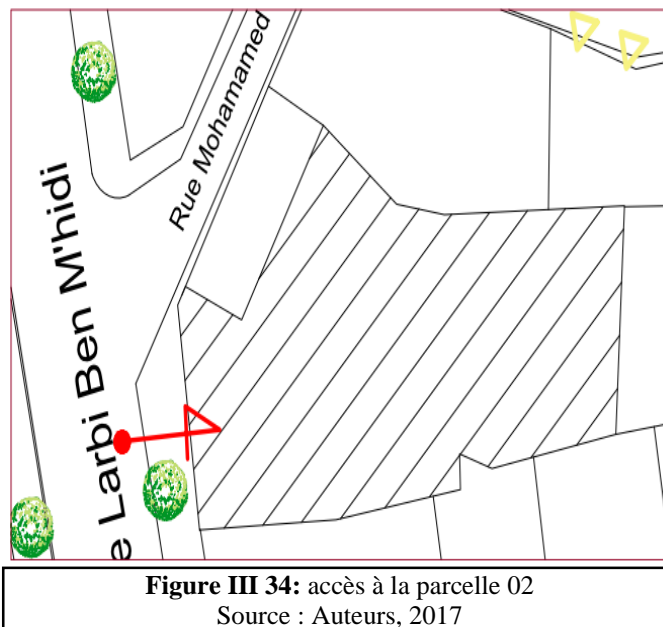 Rue Mohamamed
e Larbi Ben M'hidi
Figure III 34: accès à la parcelle 02
Source : Auteurs, 2017